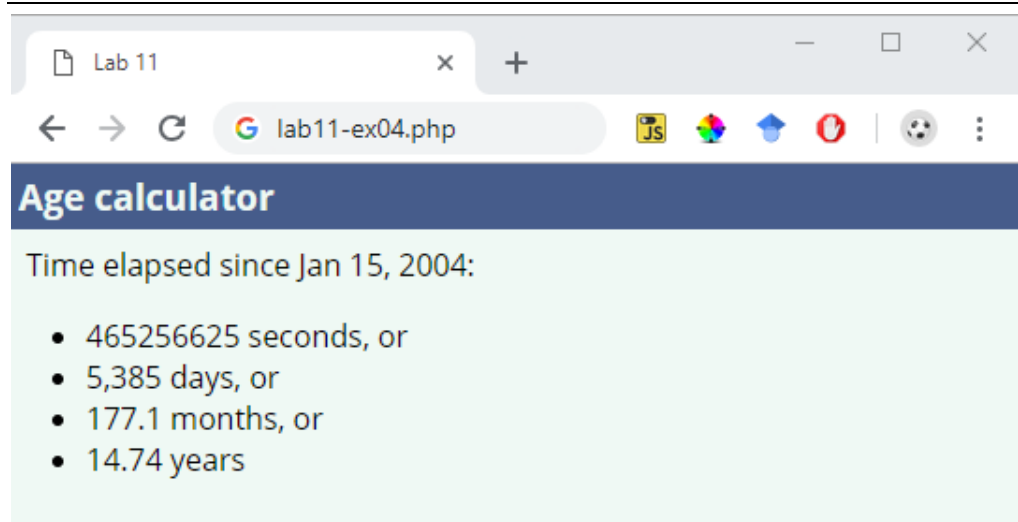 Lab 11
G lab11-ex04.php
JS
Age calculator
Time elapsed since Jan 15, 2004:
• 465256625 seconds, or
• 5,385 days, or
• 177.1 months, or
• 14.74 years